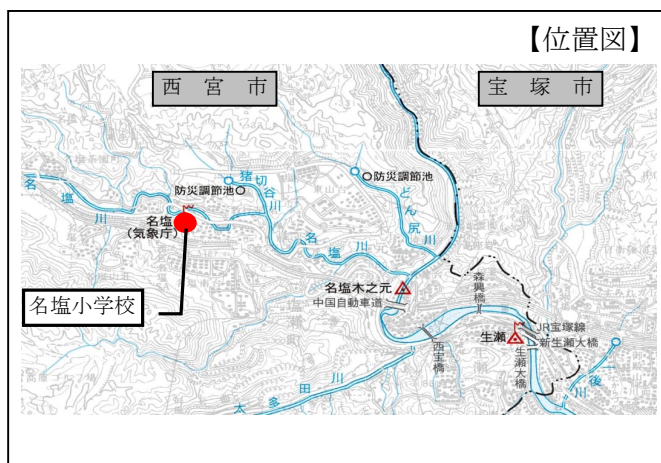 【位置図】
西宮市
宝塚市
名塩川
猪切谷川
防災調節池
防災調節池
どん尻川
名塩
（気象庁）
名塩川
名塩小学校
名塩木之元
中国自動車道
森興橋
生瀬
JR宝塚線
新生瀬大橋
生瀬大橋
西宝橋
太多田川
後川